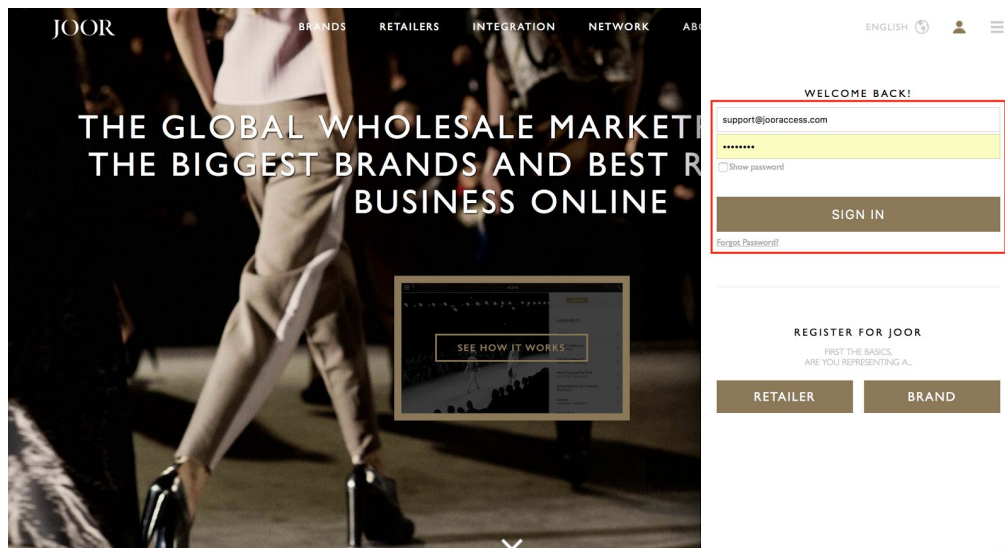 JOOR
BRANDS RETAILERS INTEGRATION NETWORK AB
ENGLISH
THE GLOBAL WHOLESALE MARKET
THE BIGGEST BRANDS AND BEST R
BUSINESS ONLINE
SEE HOW IT WORKS
WELCOME BACK!
support@jooraccess.com
••••••••
Show password
SIGN IN
Forgot Password?
REGISTER FOR JOOR
FIRST THE BASICS,
ARE YOU REPRESENTING A...
RETAILER BRAND